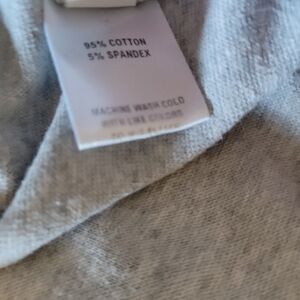 95% COTTON
5% SPANDEX
MACHINE WASH COLD
WITH LIKE COLORS